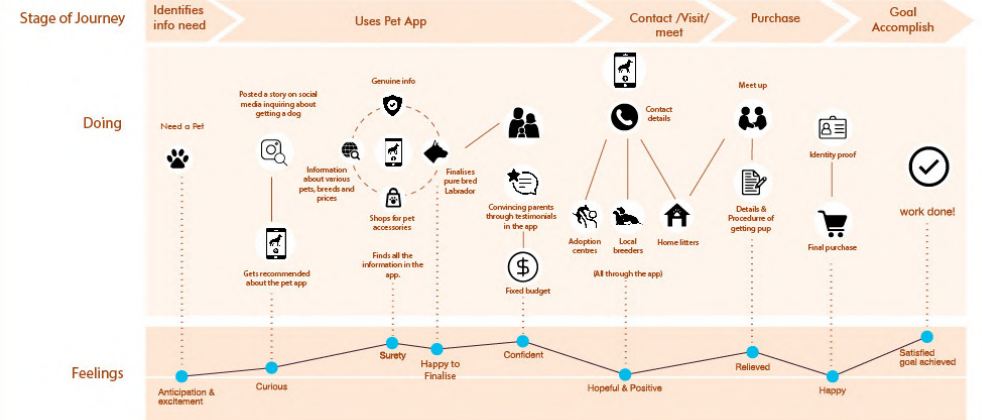 Stage of Journey
Identifies
info need
Uses Pet App
Contact /Visit/
meet
Purchase
Goal
Accomplish
Doing
Need a Pet
Posted a story on social
media inquiring about
getting a dog
Gets recommended
about the pet app
Genuine info
Information
about various
pets, breeds and
prices
Shops for pet
accessories
Finds all the
information in the
app.
Finalises
pure bred
Labrador
Convincing parents
through testimonials
in the app
Fixed budget
Contact
details
Adoption
centres
Local
breeders
Home litters
(All through the app)
Meet up
Details &
Procedurre of
getting pup
Identity proof
Final purchase
work done!
Feelings
Anticipation &
excitement
Curious
Surety
Happy to
Finalise
Confident
Hopeful & Positive
Relieved
Happy
Satisfied
goal achieved